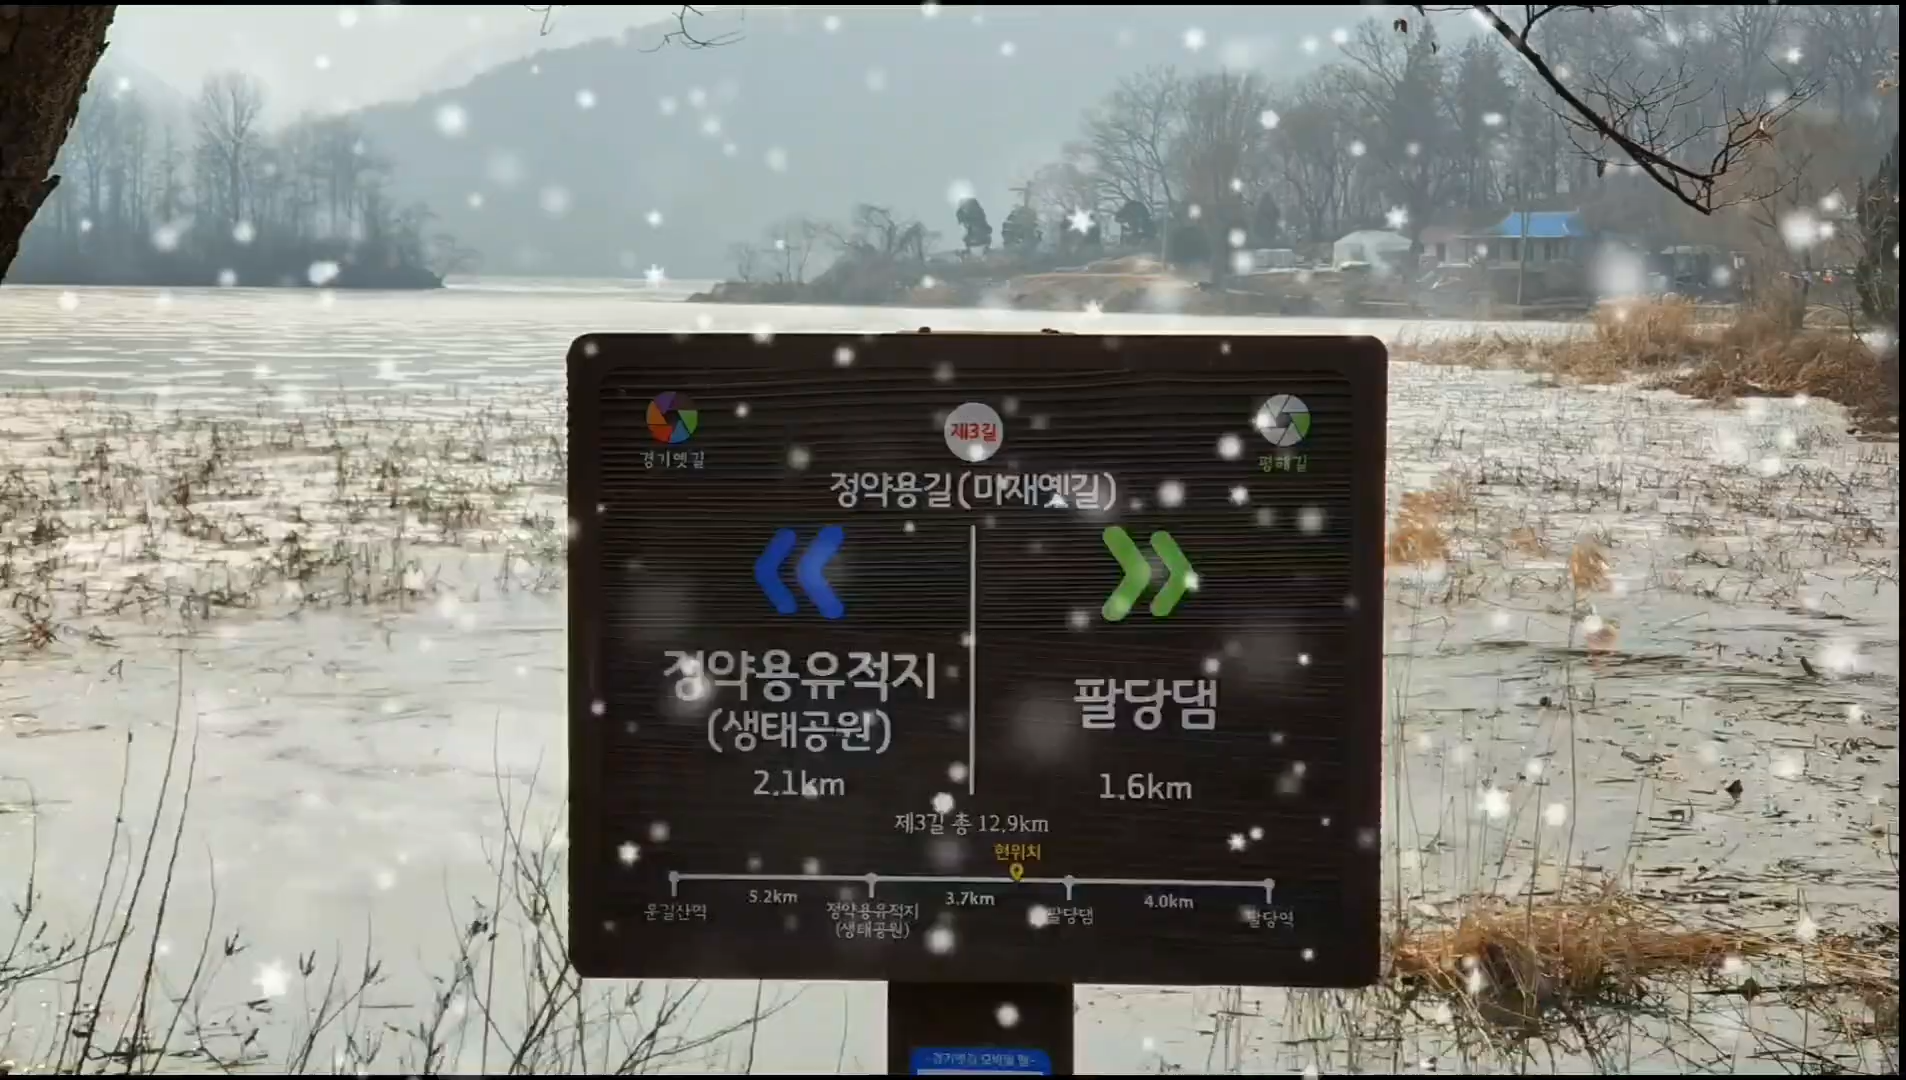 경기옛길
제3길
평해길
정약용길(마재옛길)
정약용유적지
(생태공원)
2.1km
팔당댐
1.6km
제3길 총 12.9km
현위치
5.2km
3.7km
4.0km
운길산역
정약용유적지
(생태공원)
팔당댐
팔당역